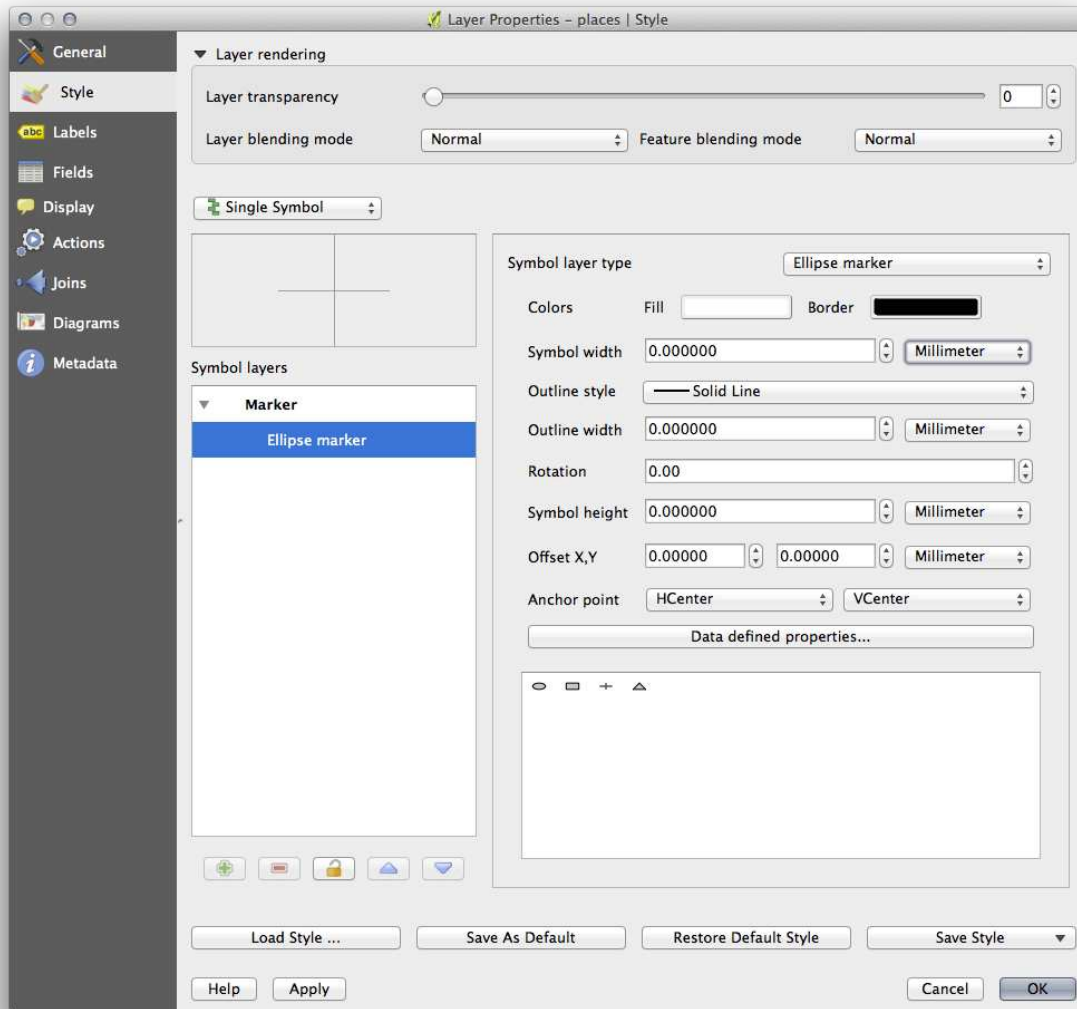 Layer Properties – places | Style
General
Style
abc Labels
Fields
Display
Actions
Joins
Diagrams
i Metadata
Layer rendering
Layer transparency 0
Layer blending mode Normal Feature blending mode Normal
Single Symbol
Symbol layers
Marker
Ellipse marker
Symbol layer type Ellipse marker
Colors Fill Border
Symbol width 0.000000 Millimeter
Outline style Solid Line
Outline width 0.000000 Millimeter
Rotation 0.00
Symbol height 0.000000 Millimeter
Offset X,Y 0.00000 0.00000 Millimeter
Anchor point HCenter VCenter
Data defined properties...
Load Style ... Save As Default Restore Default Style Save Style
Help Apply Cancel OK